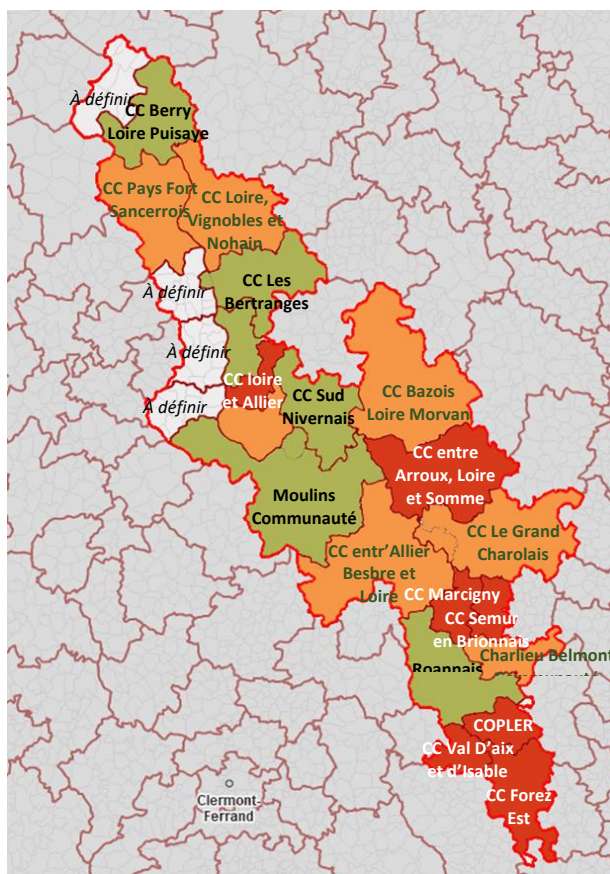 À définir
CC Berry
Loire Puisaye
CC Pays Fort
Sancerrois
CC Loire,
Vignobles et
Nohain
À définir
CC Les
Bertranges
À définir
CC loire
et Allier
À définir
CC Sud
Nivernais
CC Bazois
Loire Morvan
CC entre
Arroux, Loire
et Somme
Moulins
Communauté
CC Le Grand
Charolais
CC entr'Allier
Besbre et
Loire
CC Marcigny
CC Semur
en Brionnais
Roannais
Charlieu Belmont
COPLER
CC Val D'aix
et d'Isable
CC Forez
Est
Clermont-
Ferrand